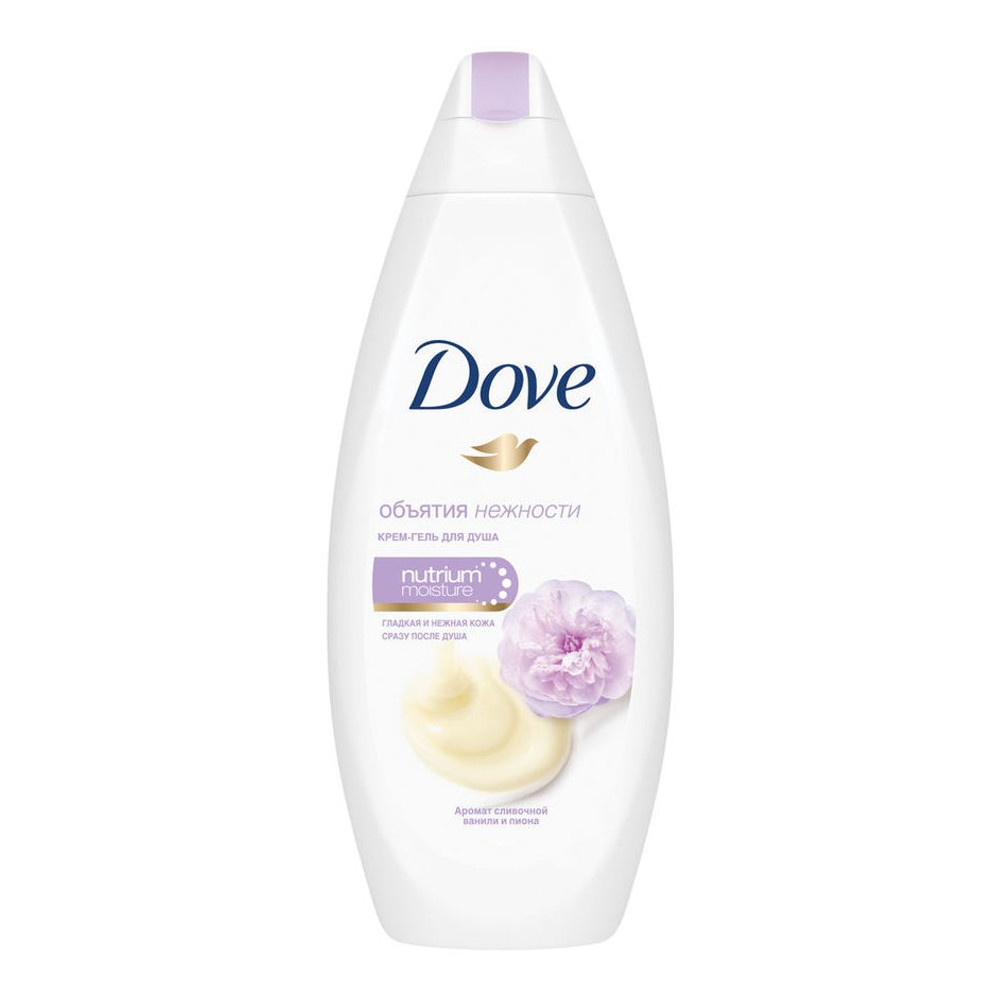 Dove
объятия нежности
КРЕМ-ГЕЛЬ ДЛЯ ДУША
nutrium
moisture
ГЛАДКАЯ И НЕЖНАЯ КОЖА
СРАЗУ ПОСЛЕ ДУША
Аромат сливочной
ванили и пиона